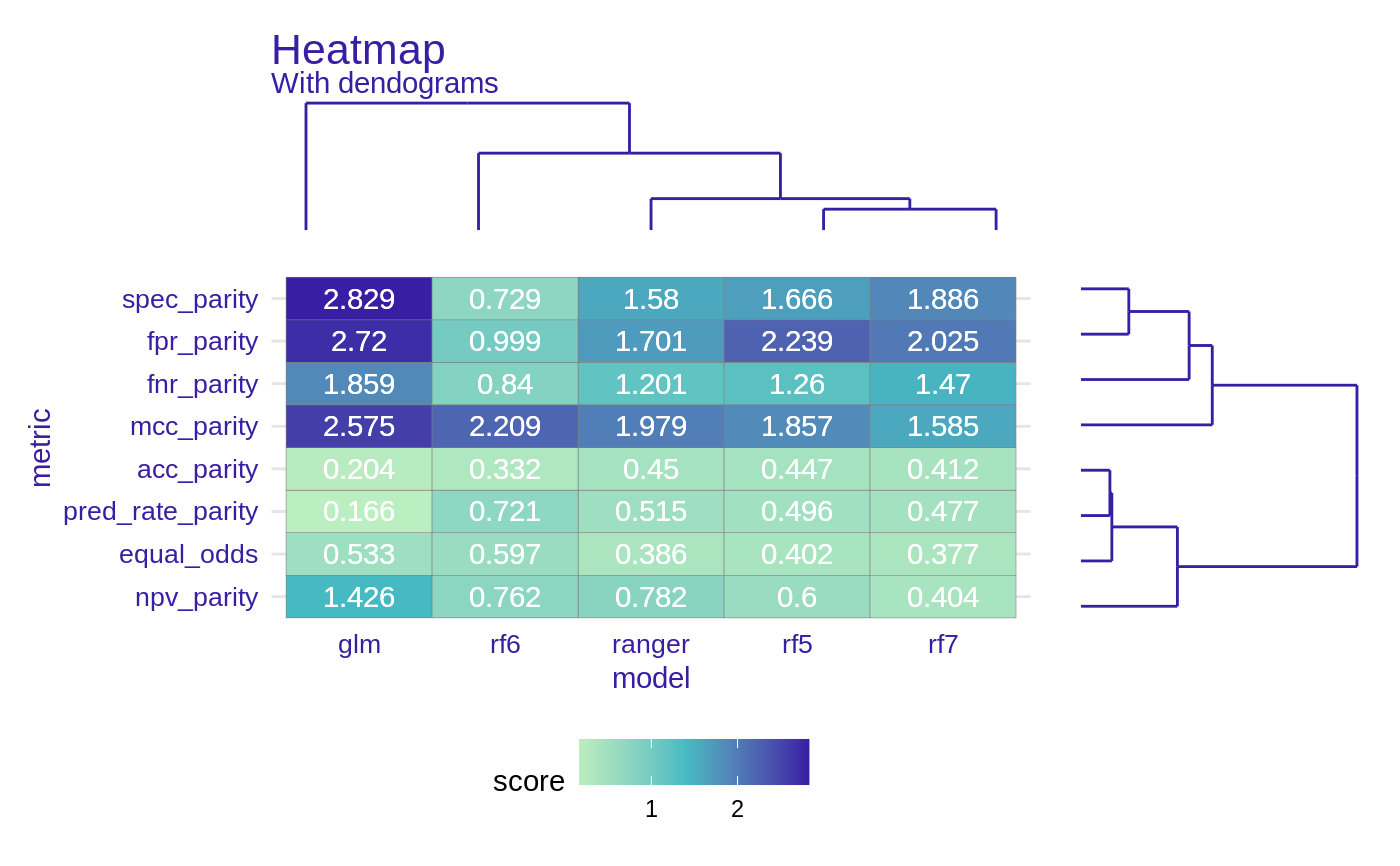 Heatmap
With dendograms
spec_parity 2.829 0.729 1.58 1.666 1.886
fpr_parity 2.72 0.999 1.701 2.239 2.025
fnr_parity 1.859 0.84 1.201 1.26 1.47
mcc_parity 2.575 2.209 1.979 1.857 1.585
acc_parity 0.204 0.332 0.45 0.447 0.412
pred_rate_parity 0.166 0.721 0.515 0.496 0.477
equal_odds 0.533 0.597 0.386 0.402 0.377
npv_parity 1.426 0.762 0.782 0.6 0.404
metric
glm rf6 ranger rf5 rf7
model
score
1 2